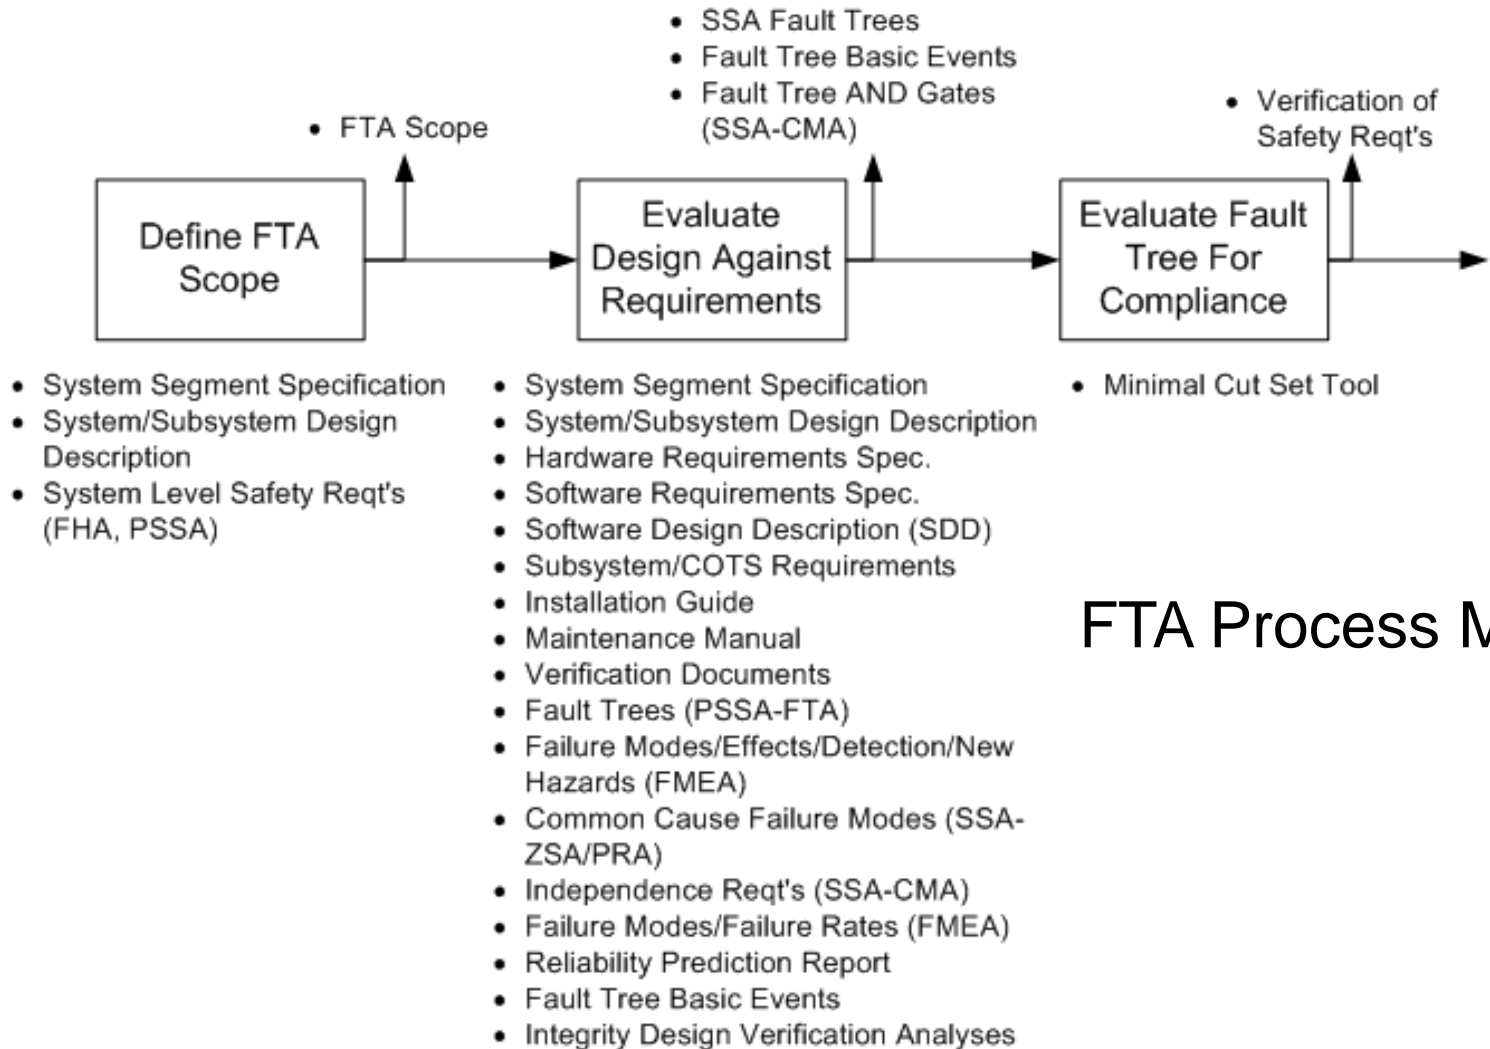 • SSA Fault Trees
• Fault Tree Basic Events
• Fault Tree AND Gates
(SSA-CMA)
• FTA Scope
• Verification of
Safety Reqt's
Define FTA
Scope
Evaluate
Design Against
Requirements
Evaluate Fault
Tree For
Compliance
• System Segment Specification
• System/Subsystem Design
Description
• System Level Safety Reqt's
(FHA, PSSA)
• System Segment Specification
• System/Subsystem Design Description
• Hardware Requirements Spec.
• Software Requirements Spec.
• Software Design Description (SDD)
• Subsystem/COTS Requirements
• Installation Guide
• Maintenance Manual
• Verification Documents
• Fault Trees (PSSA-FTA)
• Failure Modes/Effects/Detection/New
Hazards (FMEA)
• Common Cause Failure Modes (SSA-
ZSA/PRA)
• Independence Reqt's (SSA-CMA)
• Failure Modes/Failure Rates (FMEA)
• Reliability Prediction Report
• Fault Tree Basic Events
• Integrity Design Verification Analyses
• Minimal Cut Set Tool
FTA Process